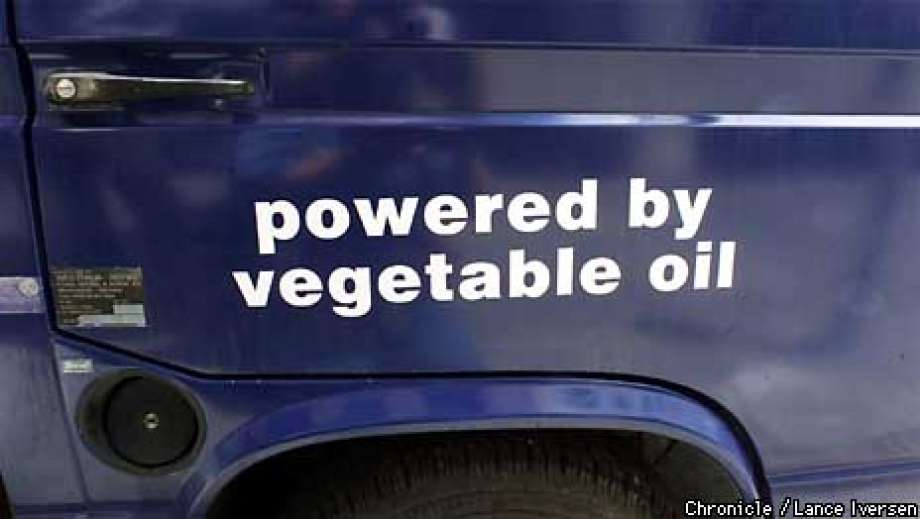 powered by
vegetable oil
Chronicle / Lance Iversen